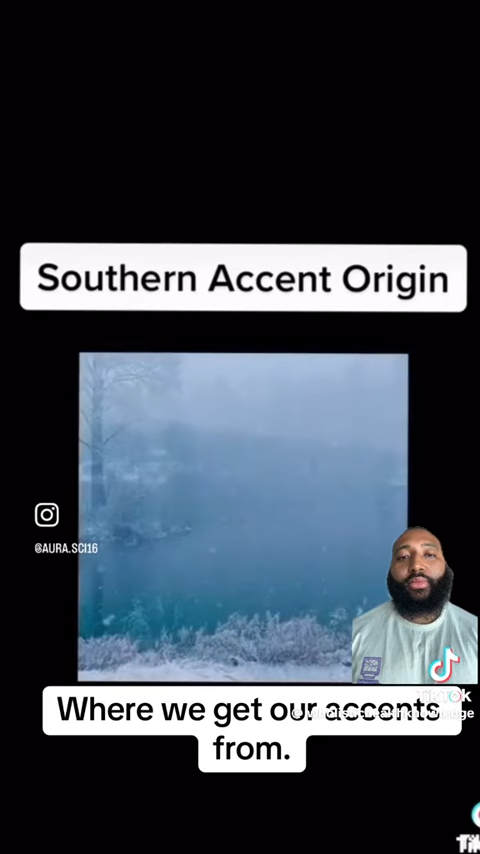 Southern Accent Origin
@AURA.SCI16
TikTok
Where we get our accents
from.